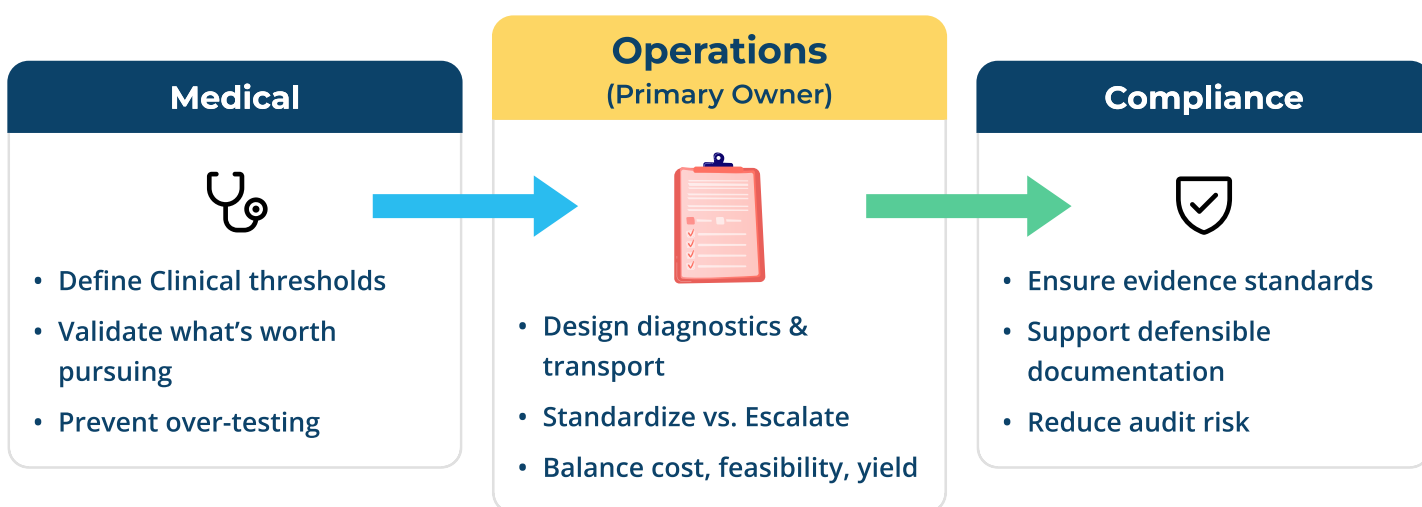 Medical
• Define Clinical thresholds
• Validate what’s worth
pursuing
• Prevent over-testing
Operations
(Primary Owner)
• Design diagnostics &
transport
• Standardize vs. Escalate
• Balance cost, feasibility, yield
Compliance
• Ensure evidence standards
• Support defensible
documentation
• Reduce audit risk